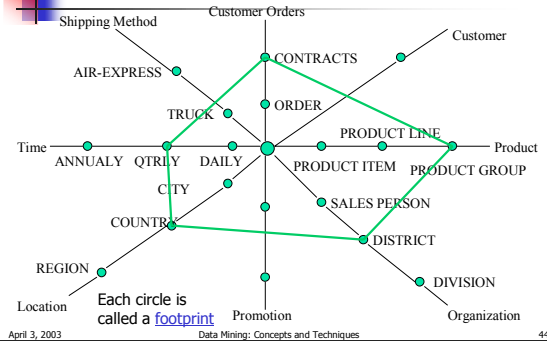 Customer Orders
Shipping Method
Customer
CONTRACTS
AIR-EXPRESS
ORDER
TRUCK
PRODUCT LINE
Time
Product
ANNUALY QTRLY DAILY PRODUCT ITEM PRODUCT GROUP
CITY
SALES PERSON
COUNTRY
DISTRICT
REGION
DIVISION
Location
Each circle is
called a footprint
Promotion
Organization
April 3, 2003 Data Mining: Concepts and Techniques 44